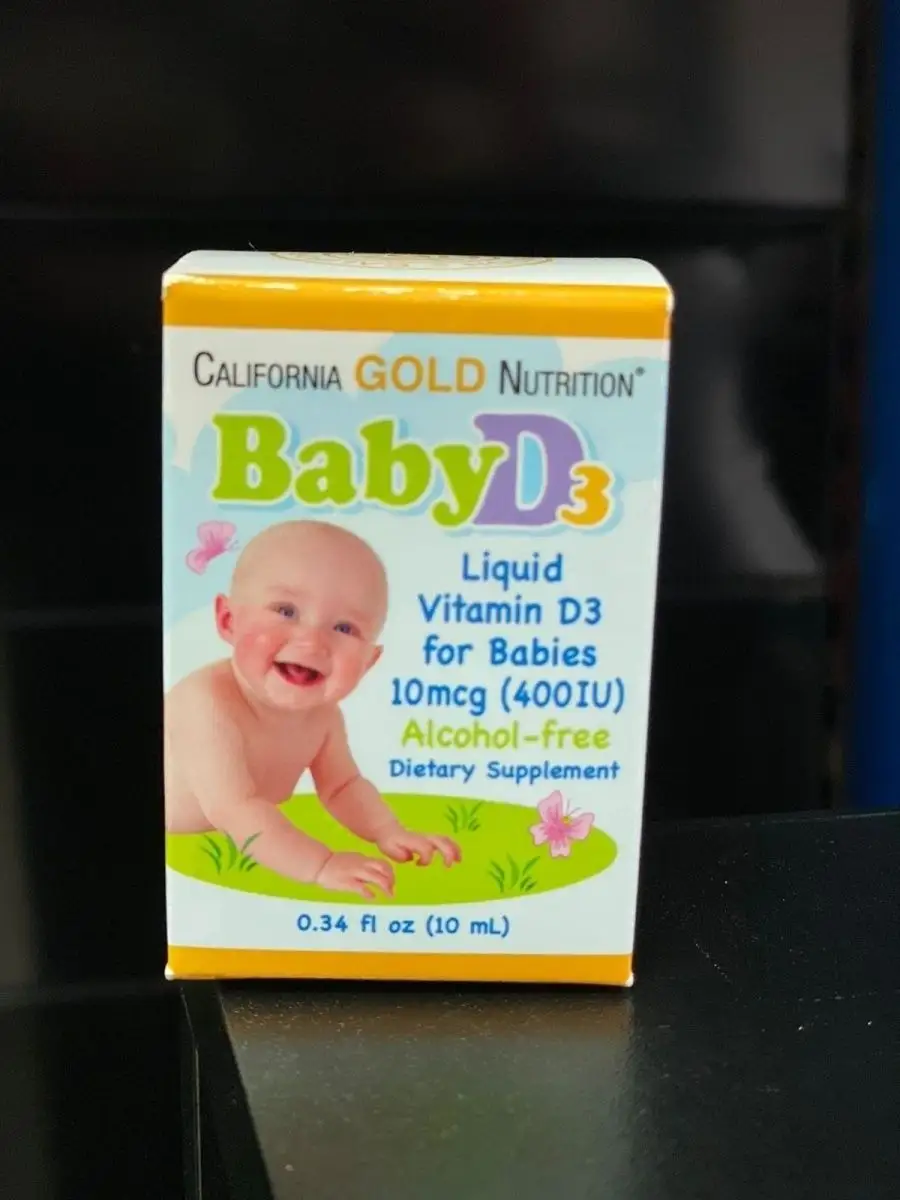 CALIFORNIA GOLD NUTRITION®
BabyD3
Liquid
Vitamin D3
for Babies
10mcg (400IU)
Alcohol-free
Dietary Supplement
0.34 fl oz (10 mL)